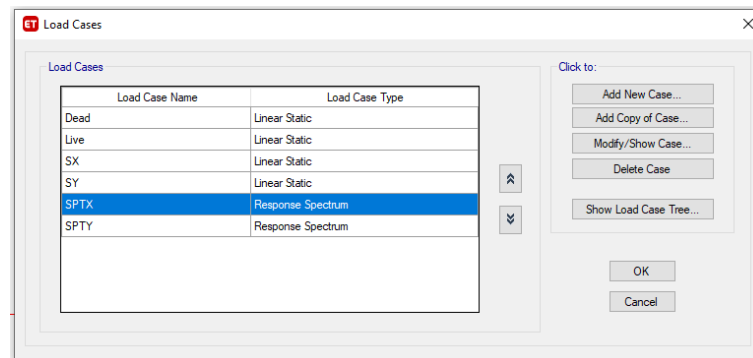 ET Load Cases
Load Cases
Load Case Name Load Case Type
Dead Linear Static
Live Linear Static
SX Linear Static
SY Linear Static
SPTX Response Spectrum
SPTY Response Spectrum
Click to:
Add New Case...
Add Copy of Case...
Modify/Show Case...
Delete Case
Show Load Case Tree...
OK
Cancel